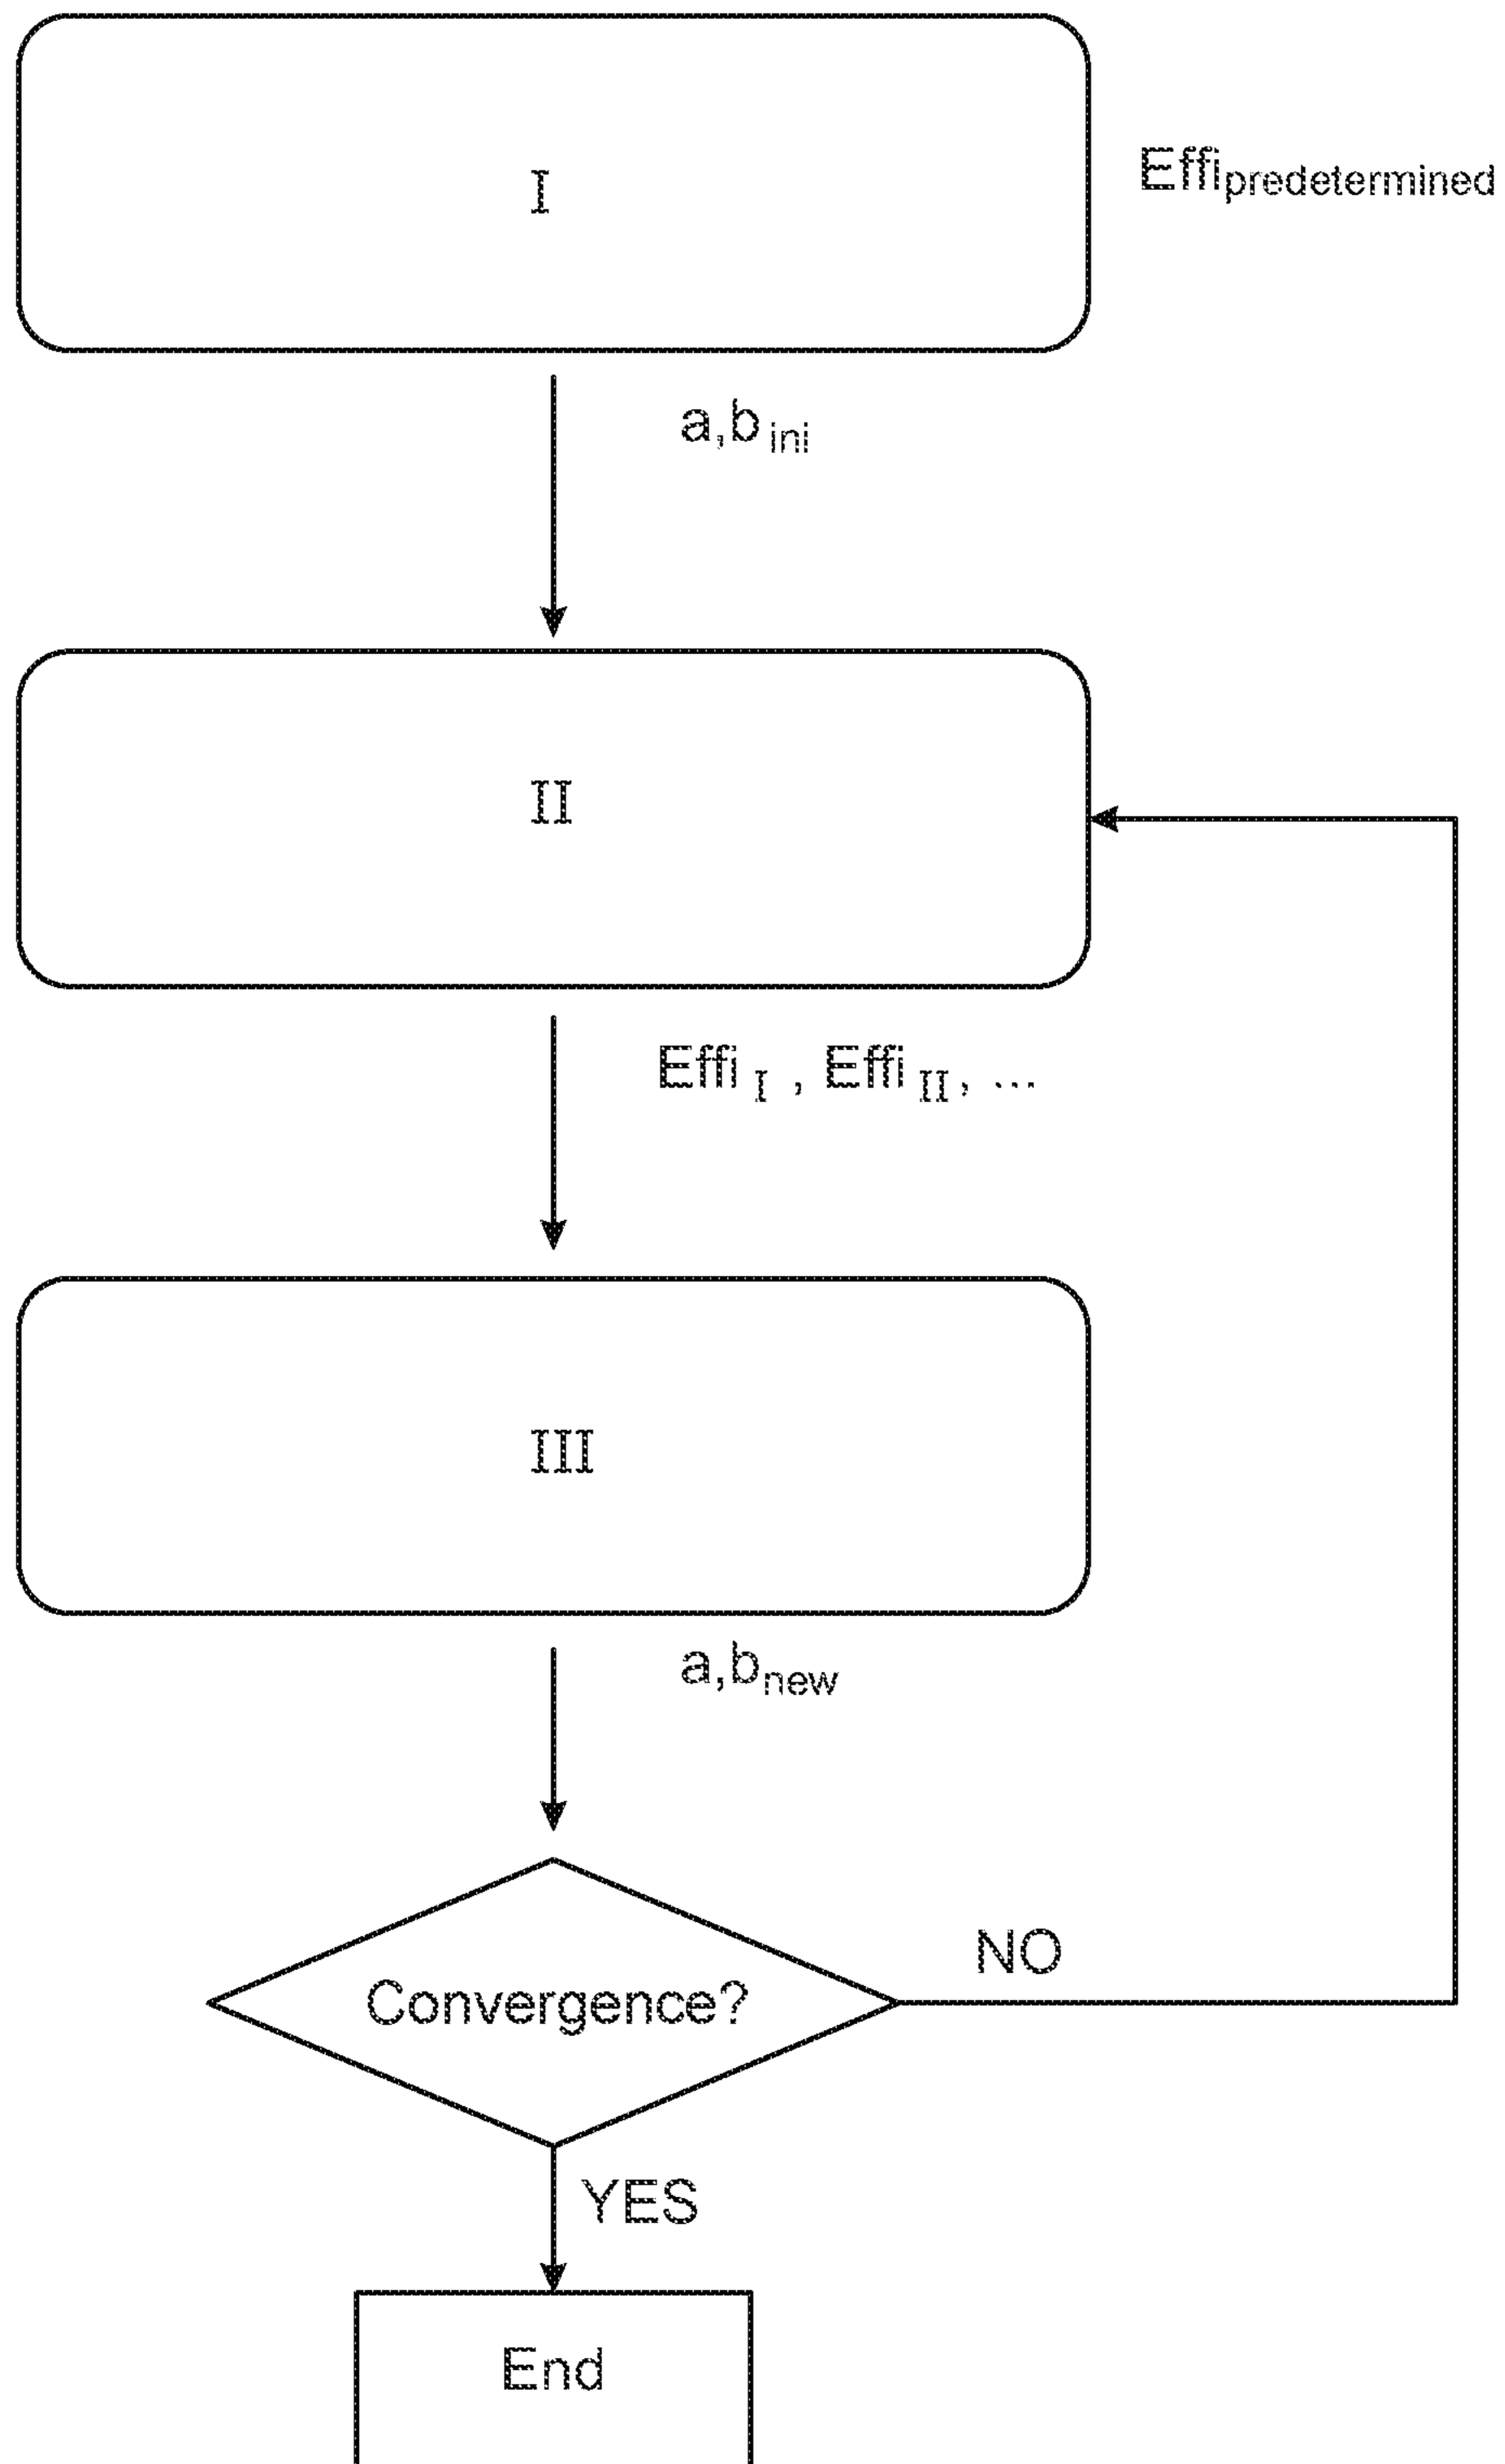 I
Effipredetermined
a,b ini
II
Effi I , Effi II, ...
III
a,bnew
NO
Convergence?
YES
End